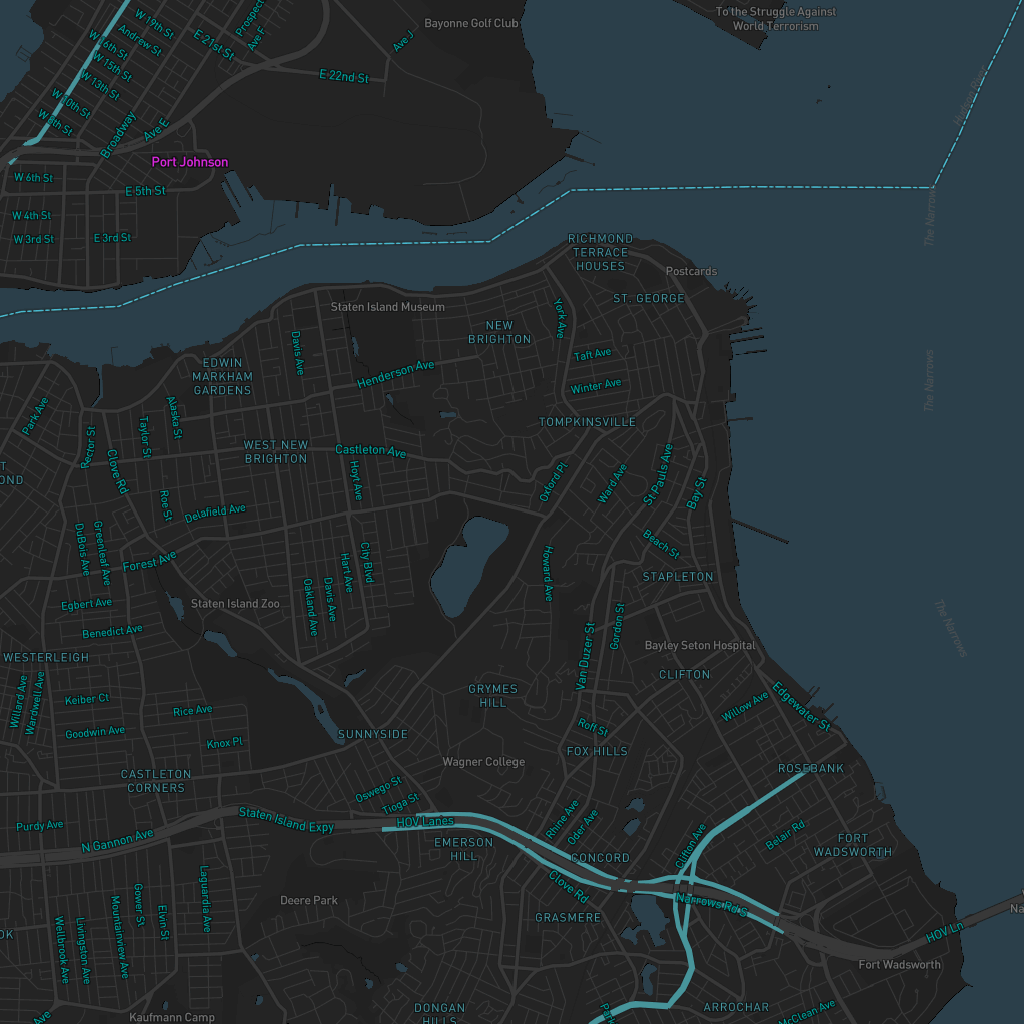 To the Struggle Against
World Terrorism
Bayonne Golf Club
W 19th St
Prospect
Ave F
Andrew St
E 21st St
Ave J
W 15th St
E 22nd St
W 13th St
W 10th St
W 8th St
Broadway
Ave E
Hudson River
Port Johnson
W 6th St
E 5th St
W 4th St
W 3rd St
E 3rd St
The Narrows
RICHMOND
TERRACE
HOUSES
Postcards
ST. GEORGE
Staten Island Museum
York Ave
NEW
BRIGHTON
Davis Ave
Taft Ave
EDWIN
MARKHAM
GARDENS
Henderson Ave
Winter Ave
The Narrows
Park Ave
Alaska St
Taylor St
TOMPKINSVILLE
Rector St
WEST NEW
BRIGHTON
Castleton Ave
OND
Clove Rd
Hoyt Ave
Oxford Pl
Ward Ave
St Pauls Ave
Bay St
Roe St
Delafield Ave
DuBois Ave
Greenleaf Ave
Forest Ave
City Blvd
Hart Ave
Howard Ave
Beach St
STAPLETON
Davis Ave
Oakland Ave
Egbert Ave
Staten Island Zoo
Gordon St
The Narrows
Benedict Ave
Van Duzer St
Bayley Seton Hospital
WESTERLEIGH
CLIFTON
Willard Ave
Wardwell Ave
Keiber Ct
GRYMES
HILL
Willow Ave
Edgewater St
Rice Ave
Goodwin Ave
Knox Pl
SUNNYSIDE
Roff St
FOX HILLS
Wagner College
ROSEBANK
CASTLETON
CORNERS
Oswego St
Tioga St
Staten Island Expy
HOV Lanes
Purdy Ave
N Gannon Ave
Rhine Ave
Oder Ave
Clifton Ave
Belair Rd
FORT
WADSWORTH
EMERSON
HILL
CONCORD
Clove Rd
Narrows Rd S
Laguardia Ave
Gower St
Mountainview Ave
Elvin St
Deere Park
GRASMERE
Wellbrook Ave
Livingston Ave
HOV Ln
Na
OK
Fort Wadsworth
Kaufmann Camp
DONGAN
HILLS
ARROCHAR
McClean Ave
Ave